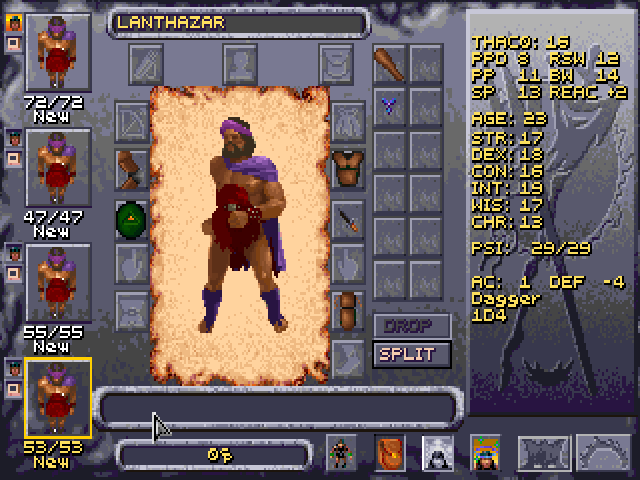 LANTHAZAR
72/72
New
47/47
New
55/55
New
53/53
New
DROP
SPLIT
0
THAC0: 16
PPD 8 RSW 12
PP 11 BW 14
SP 13 REAC +2
AGE: 23
STR: 17
DEX: 18
CON: 16
INT: 19
WIS: 17
CHR: 13
PSI: 29/29
AC: 1 DEF -4
Dagger
1D4